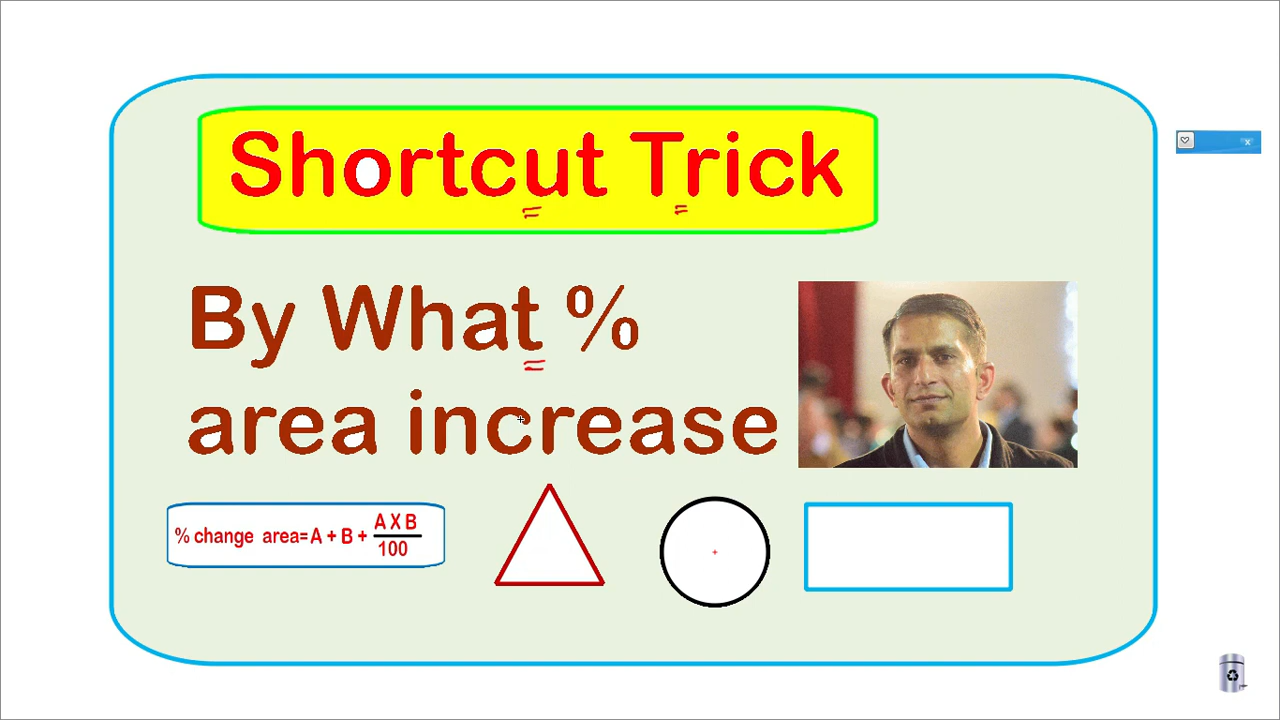 Shortcut Trick
By What %
area increase
% change area= A + B + A X B / 100